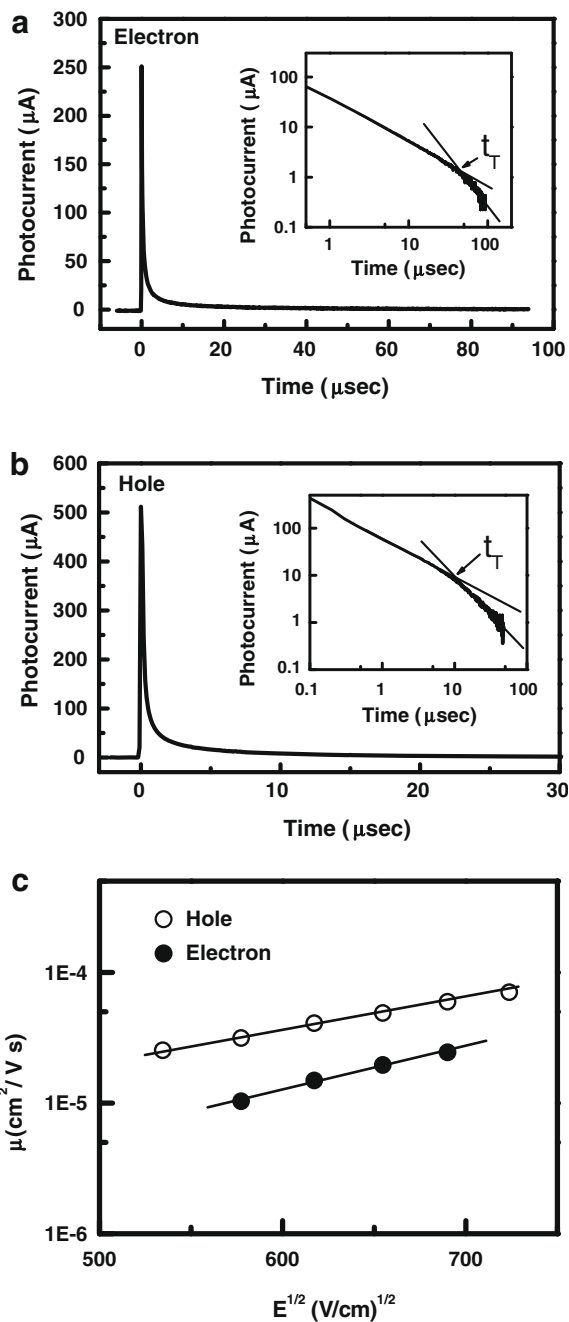 a
Electron
300
250
200
150
100
50
0
Photocurrent (μA)
0 20 40 60 80 100
Time (μsec)
100
10
1
0.1
Photocurrent (μA)
t_T
1 10 100
Time (μsec)
b
Hole
600
500
400
300
200
100
0
Photocurrent (μA)
0 10 20 30
Time (μsec)
100
10
1
0.1
Photocurrent (μA)
t_T
0.1 1 10 100
Time (μsec)
c
Hole
Electron
1E-4
1E-5
1E-6
μ(cm²/ V s)
500 600 700
E^1/2 (V/cm)^1/2